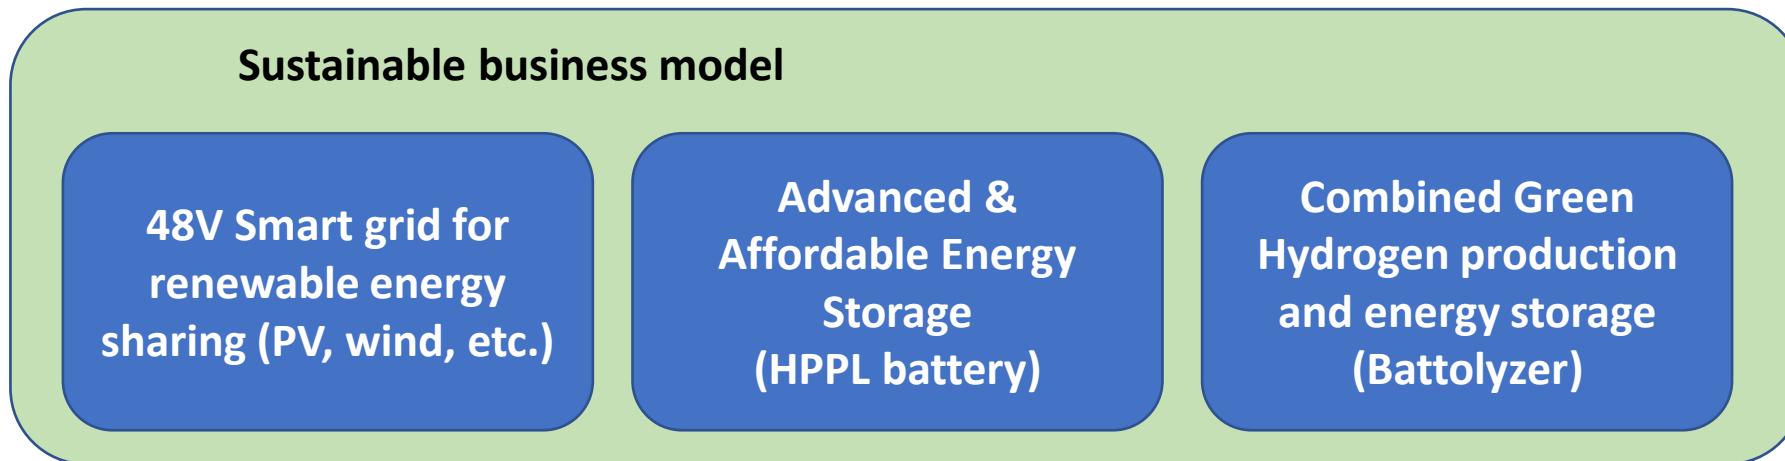 Sustainable business model
48V Smart grid for
renewable energy
sharing (PV, wind, etc.)
Advanced &
Affordable Energy
Storage
(HPPL battery)
Combined Green
Hydrogen production
and energy storage
(Battolyzer)